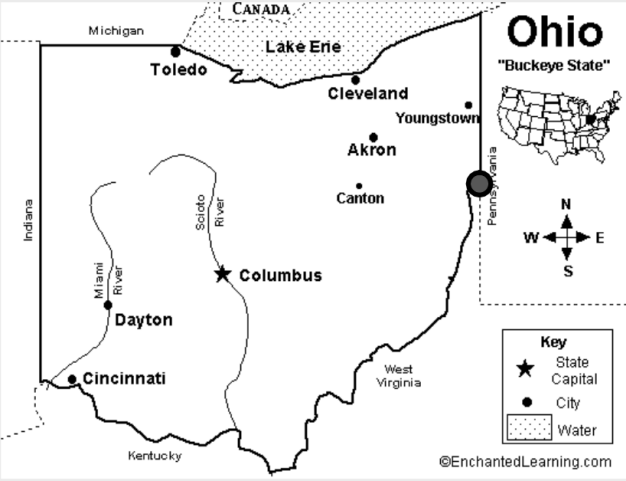 CANADA
Michigan
Lake Erie
Toledo
Cleveland
Youngstown
Akron
Canton
Ohio
"Buckeye State"
Pennsylvania
Indiana
Scioto
River
Miami
River
Columbus
Dayton
Cincinnati
West
Virginia
Kentucky
N
W
E
S
Key
State
Capital
City
Water
©EnchantedLearning.com